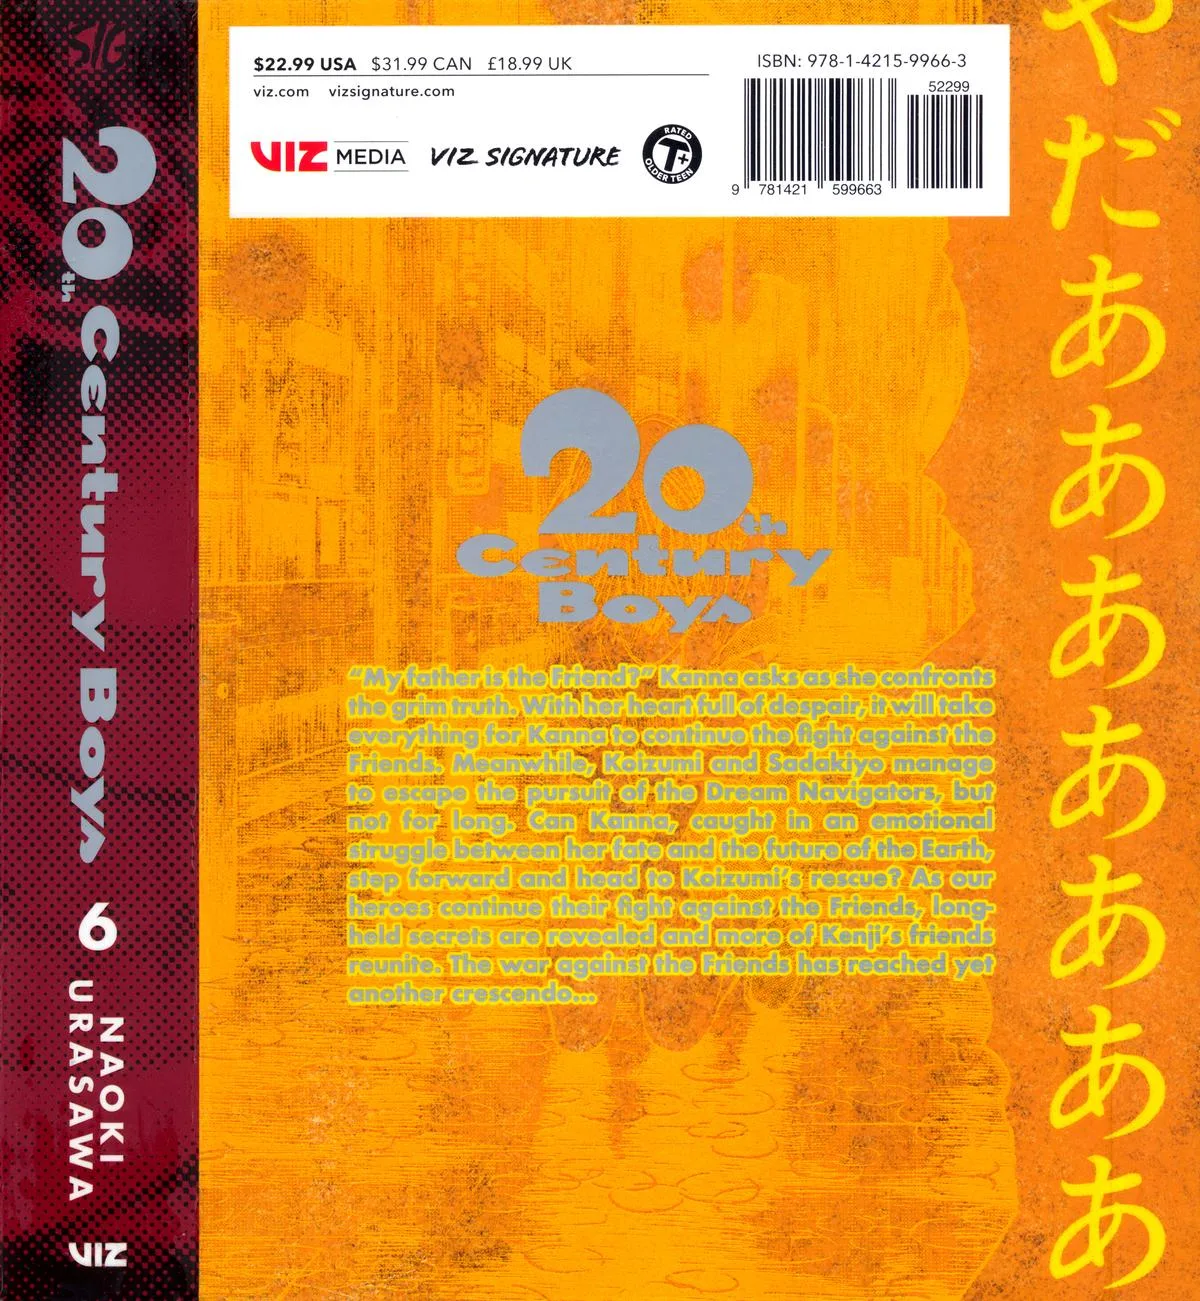 SIG
20th Century Boys
6
NAOKI
URASAWA
VIZ
$22.99 USA $31.99 CAN £18.99 UK
viz.com vizsignature.com
VIZ MEDIA
VIZ SIGNATURE
RATED
T+
OLDER TEEN
ISBN: 978-1-4215-9966-3
52299
9 781421 599663
20th
Century
Boys
“My father is the Friend?” Kanna asks as she confronts
the grim truth. With her heart full of despair, it will take
everything for Kanna to continue the fight against the
Friends. Meanwhile, Koizumi and Sadakiyo manage
to escape the pursuit of the Dream Navigators, but
not for long. Can Kanna, caught in an emotional
struggle between her fate and the future of the Earth,
step forward and head to Koizumi’s rescue? As our
heroes continue their fight against the Friends, long-
held secrets are revealed and more of Kenji’s friends
reunite. The war against the Friends has reached yet
another crescendo...
やだあああああああ